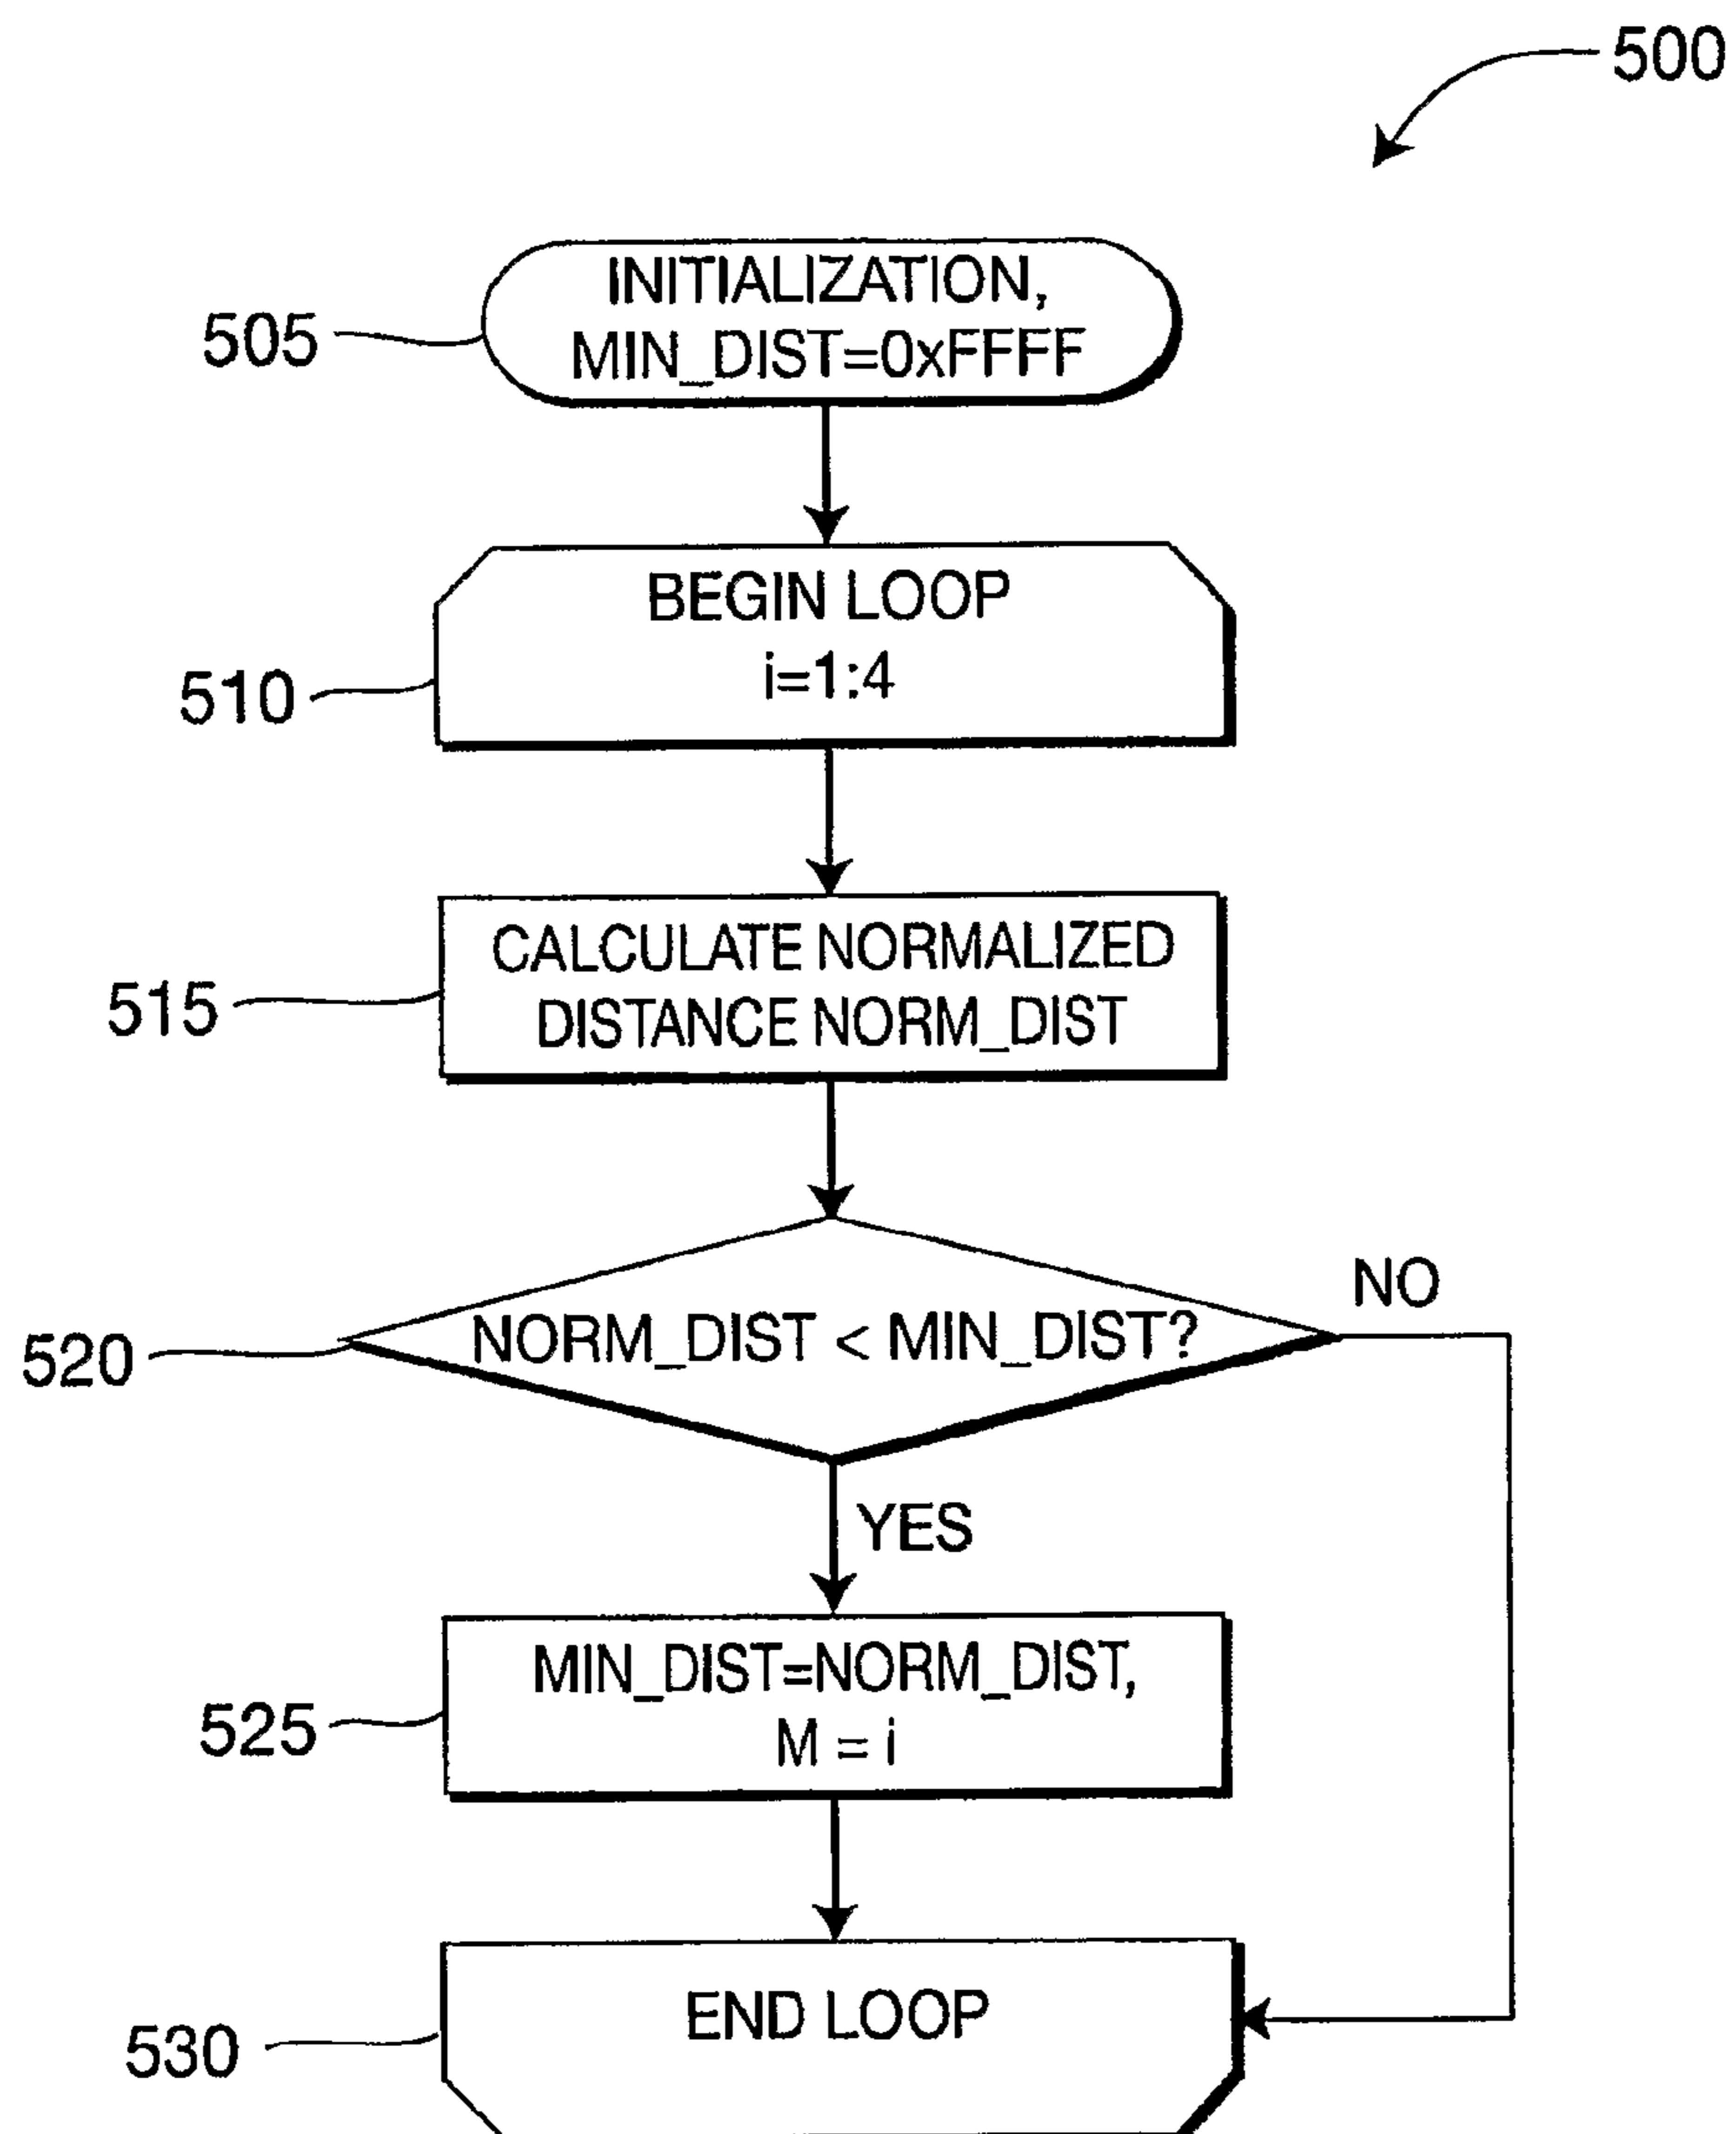 500
INITIALIZATION,
MIN_DIST=0xFFFF
505
BEGIN LOOP
i=1:4
510
CALCULATE NORMALIZED
DISTANCE NORM_DIST
515
NO
NORM_DIST < MIN_DIST?
520
YES
MIN_DIST=NORM_DIST,
M = i
525
END LOOP
530